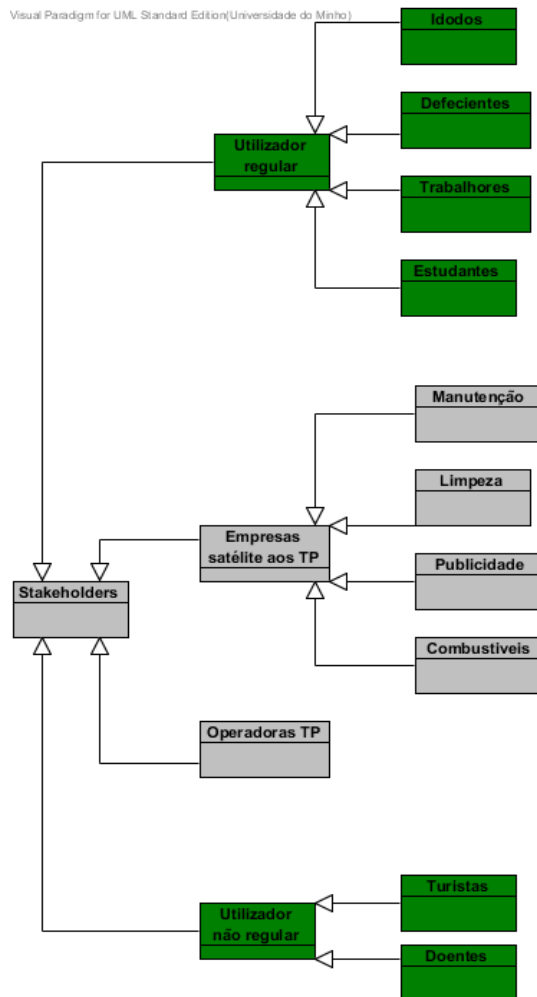 Visual Paradigm for UML Standard Edition(Universidade do Minho)
Idodos
Defecientes
Utilizador
regular
Trabalhores
Estudantes
Manutenção
Limpeza
Empresas
satélite aos TP
Publicidade
Stakeholders
Combustiveis
Operadoras TP
Turistas
Utilizador
não regular
Doentes